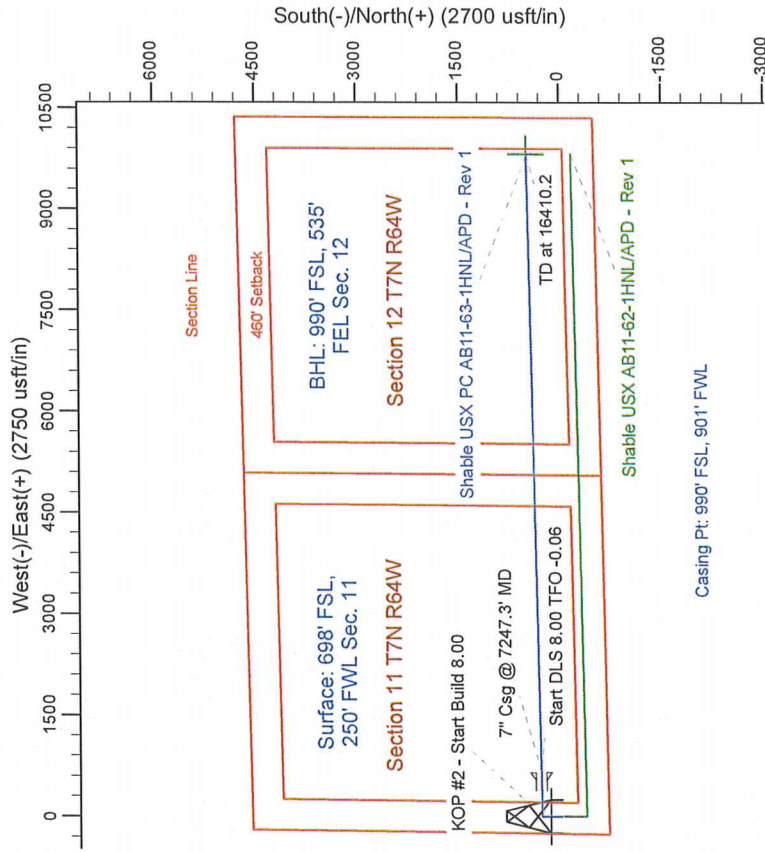 South(-)/North(+) (2700 usft/in)
6000
4500
3000
1500
0
-1500
-3000
West(-)/East(+) (2750 usft/in)
0
1500
3000
4500
6000
7500
9000
10500
Section Line
460' Setback
BHL: 990' FSL, 535'
FEL Sec. 12
Section 12 T7N R64W
Shable USX PC AB11-63-1HNL/APD - Rev 1
TD at 16410.2
Shable USX AB11-62-1HNL/APD - Rev 1
Surface: 698' FSL,
250' FWL Sec. 11
Section 11 T7N R64W
KOP #2 - Start Build 8.00
7" Csg @ 7247.3' MD
Start DLS 8.00 TFO -0.06
Casing Pt: 990' FSL, 901' FWL